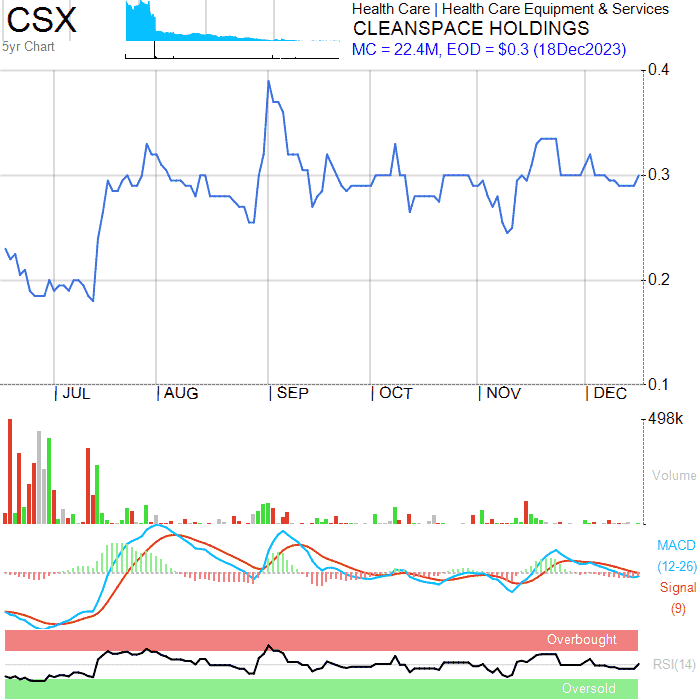 CSX
5yr Chart
Health Care | Health Care Equipment & Services
CLEANSPACE HOLDINGS
MC = 22.4M, EOD = $0.3 (18Dec2023)
0.4
0.3
0.2
0.1
| JUL | AUG | SEP | OCT | NOV | DEC
498k
Volume
MACD
(12-26)
Signal
(9)
Overbought
RSI(14)
Oversold